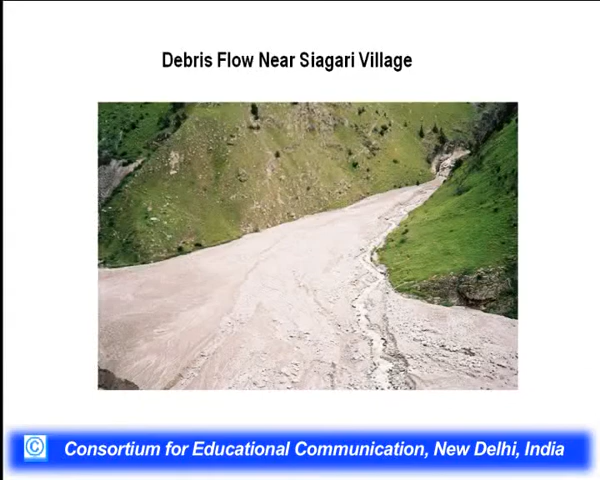 Debris Flow Near Siagari Village
© Consortium for Educational Communication, New Delhi, India